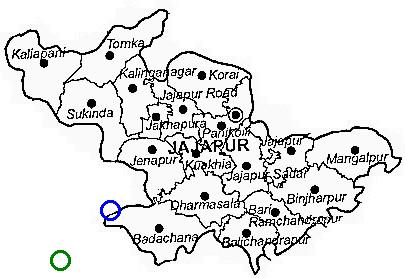 Tomka
Kaliapani
Kalinganagar
Korai
Jajapur Road
Sukinda
Jakhapura
Panikoili
JAJAPUR
Jajapur
Jenapur
Kuakhia
Mangalpur
Jajapur Sadar
Binjharpur
Dharmasala
Bari
Ramchandrapur
Badachana
Balichandrapur